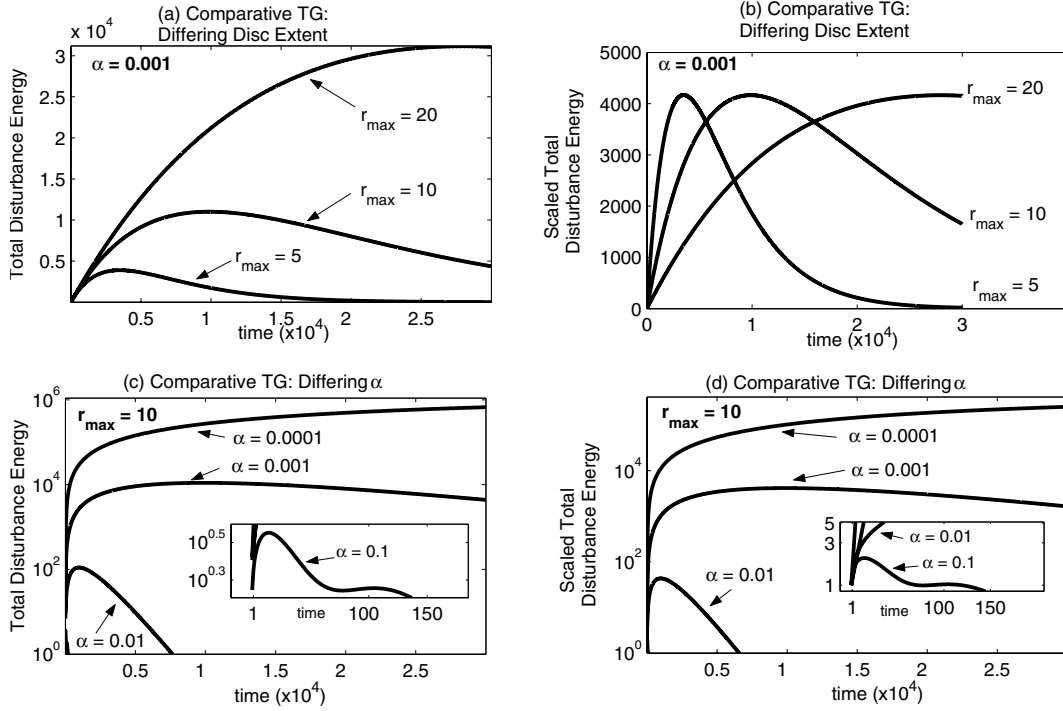 (a) Comparative TG:
Differing Disc Extent
x 10^4
α = 0.001
3
2.5
2
1.5
1
0.5
Total Disturbance Energy
r_max = 20
r_max = 10
r_max = 5
0.5
1
1.5
2
2.5
time (x10^4)
(b) Comparative TG:
Differing Disc Extent
5000
4000
3000
2000
1000
0
Scaled Total
Disturbance Energy
α = 0.001
r_max = 20
r_max = 10
r_max = 5
0
1
2
3
time (x10^4)
(c) Comparative TG: Differing α
10^6
10^4
10^2
10^0
Total Disturbance Energy
r_max = 10
α = 0.0001
α = 0.001
10^0.5
10^0.3
α = 0.1
1
time
100
150
α = 0.01
0.5
1
1.5
2
2.5
time (x10^4)
(d) Comparative TG: Differing α
10^4
10^2
10^0
Scaled Total
Disturbance Energy
r_max = 10
α = 0.0001
α = 0.001
5
3
1
α = 0.01
α = 0.1
1
time
100
150
α = 0.01
0.5
1
1.5
2
2.5
time (x10^4)